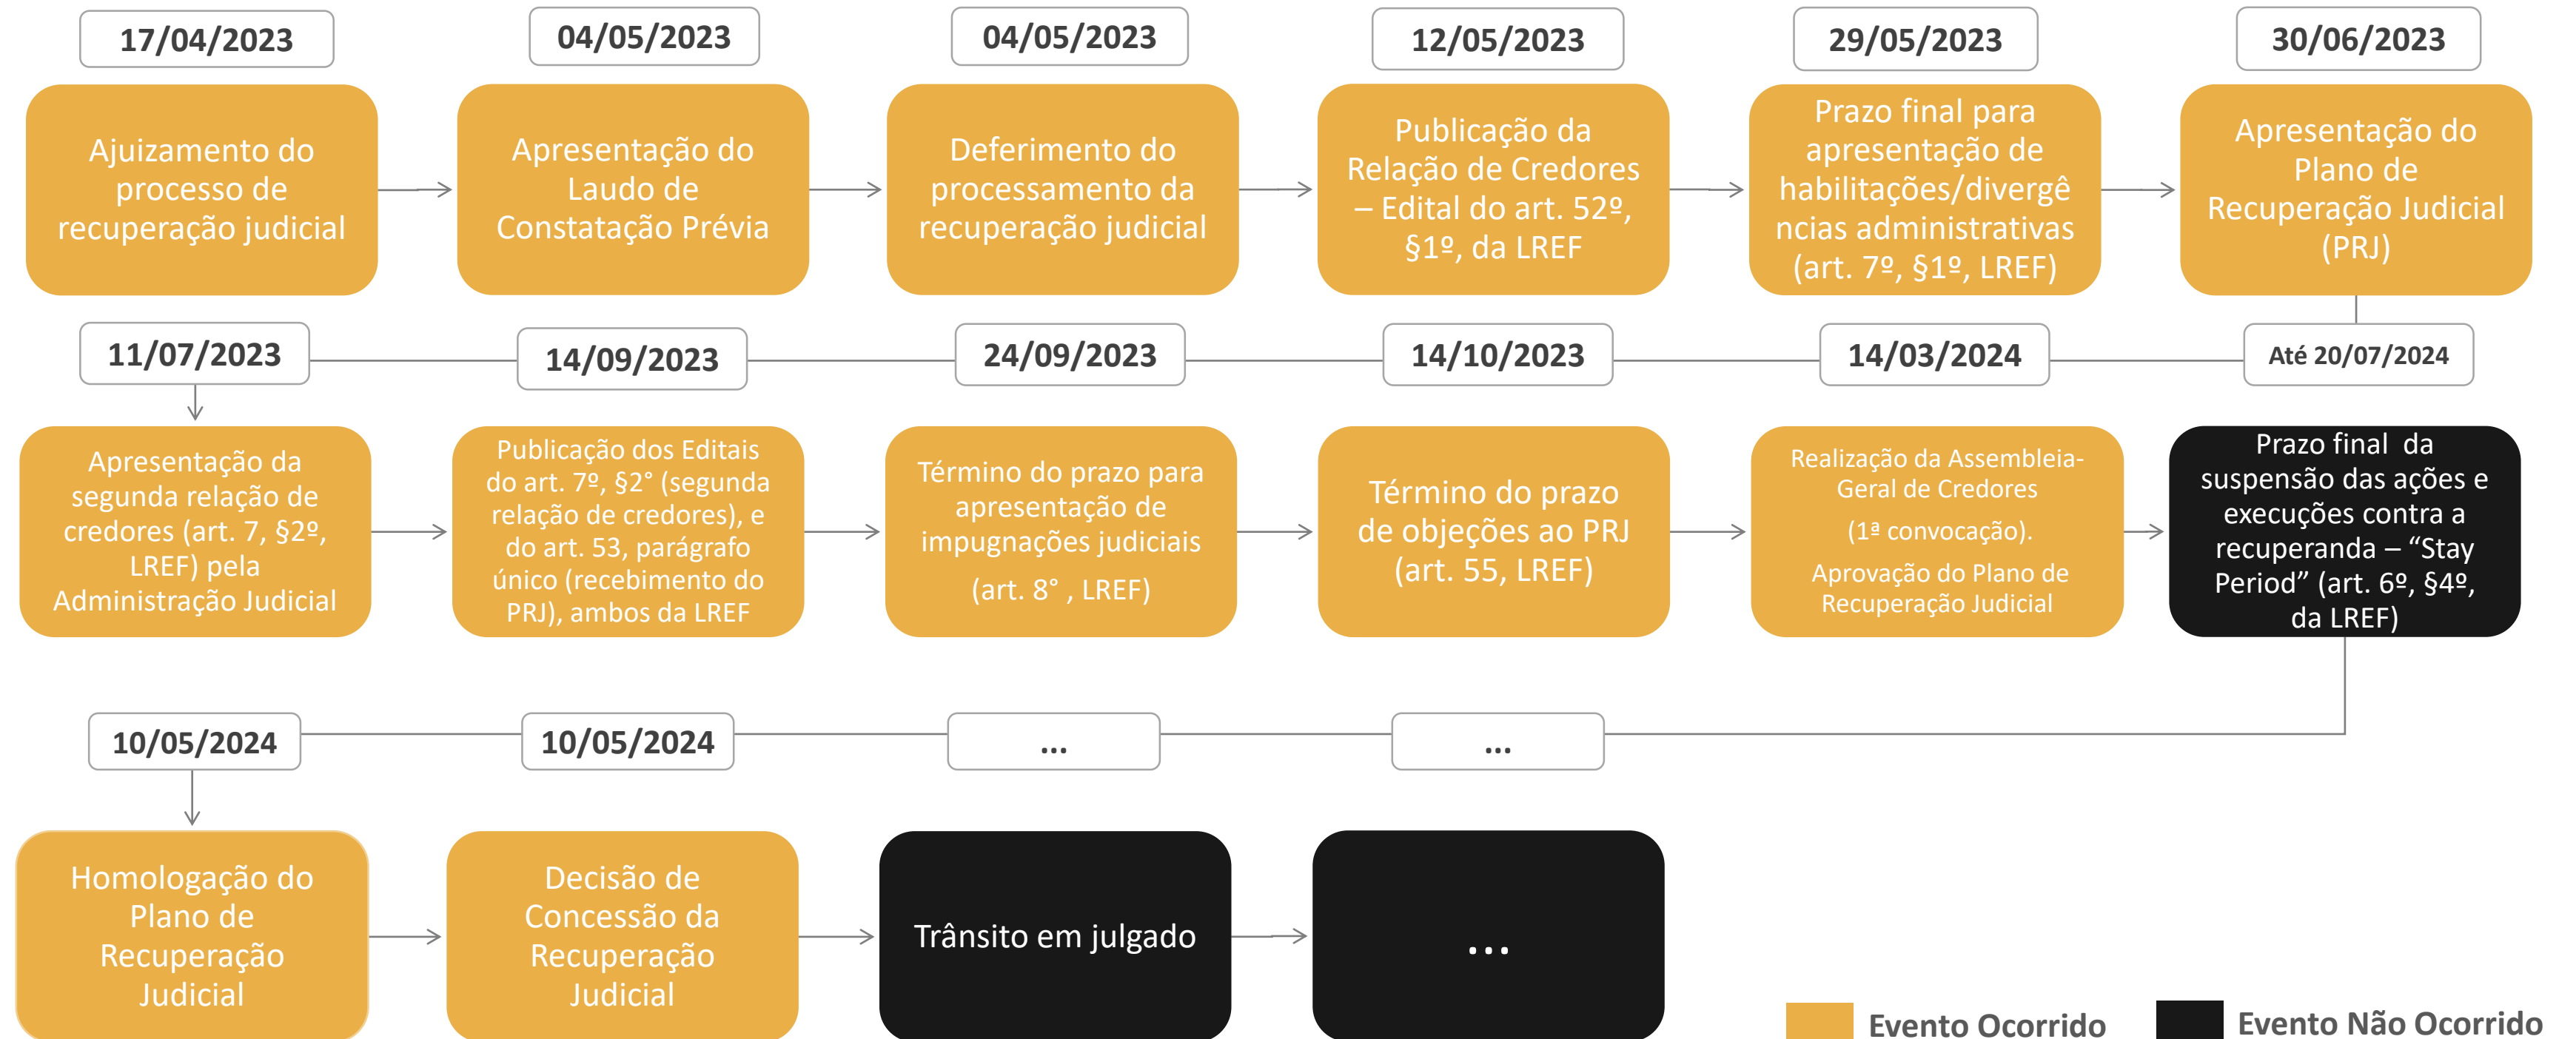 17/04/2023
04/05/2023
04/05/2023
12/05/2023
29/05/2023
30/06/2023
Ajuizamento do
processo de
recuperação judicial
Apresentação do
Laudo de
Constatação Prévia
Deferimento do
processamento da
recuperação judicial
Publicação da
Relação de Credores
– Edital do art. 52º,
§1º, da LREF
Prazo final para
apresentação de
habilitações/divergê
ncias administrativas
(art. 7º, §1º, LREF)
Apresentação do
Plano de
Recuperação Judicial
(PRJ)
11/07/2023
14/09/2023
24/09/2023
14/10/2023
14/03/2024
Até 20/07/2024
Apresentação da
segunda relação de
credores (art. 7, §2º,
LREF) pela
Administração Judicial
Publicação dos Editais
do art. 7º, §2° (segunda
relação de credores), e
do art. 53, parágrafo
único (recebimento do
PRJ), ambos da LREF
Término do prazo para
apresentação de
impugnações judiciais
(art. 8° , LREF)
Término do prazo
de objeções ao PRJ
(art. 55, LREF)
Realização da Assembleia-
Geral de Credores
(1ª convocação).
Aprovação do Plano de
Recuperação Judicial
Prazo final da
suspensão das ações e
execuções contra a
recuperanda – “Stay
Period” (art. 6º, §4º,
da LREF)
10/05/2024
10/05/2024
...
...
Homologação do
Plano de
Recuperação
Judicial
Decisão de
Concessão da
Recuperação
Judicial
Trânsito em julgado
...
Evento Ocorrido
Evento Não Ocorrido